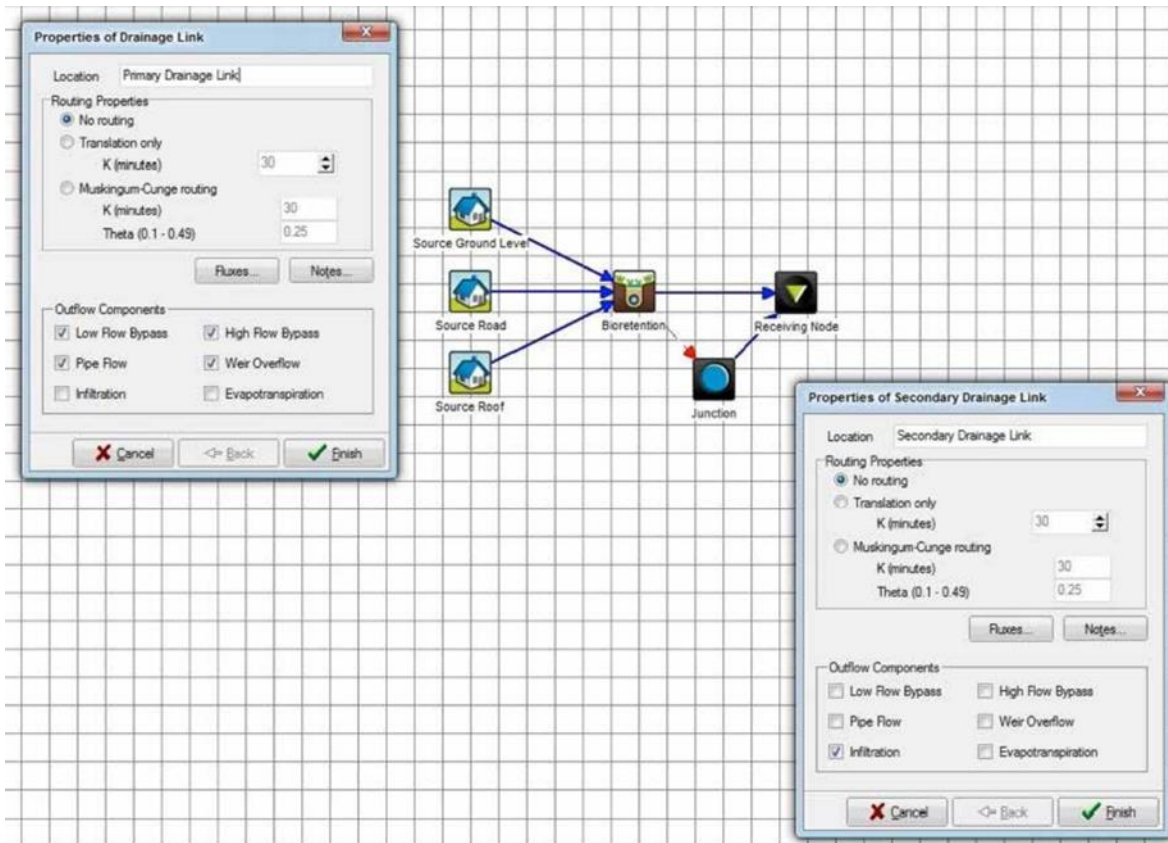 Properties of Drainage Link
Location Primary Drainage Link
Routing Properties
No routing
Translation only
K (minutes) 30
Muskingum-Cunge routing
K (minutes) 30
Theta (0.1 - 0.49) 0.25
Fluxes... Notes...
Outflow Components
Low Flow Bypass High Flow Bypass
Pipe Flow Weir Overflow
Infiltration Evapotranspiration
Cancel Back Finish
Source Ground Level
Source Road
Source Roof
Bioretention
Receiving Node
Junction
Properties of Secondary Drainage Link
Location Secondary Drainage Link
Routing Properties
No routing
Translation only
K (minutes) 30
Muskingum-Cunge routing
K (minutes) 30
Theta (0.1 - 0.49) 0.25
Fluxes... Notes...
Outflow Components
Low Flow Bypass High Flow Bypass
Pipe Flow Weir Overflow
Infiltration Evapotranspiration
Cancel Back Finish